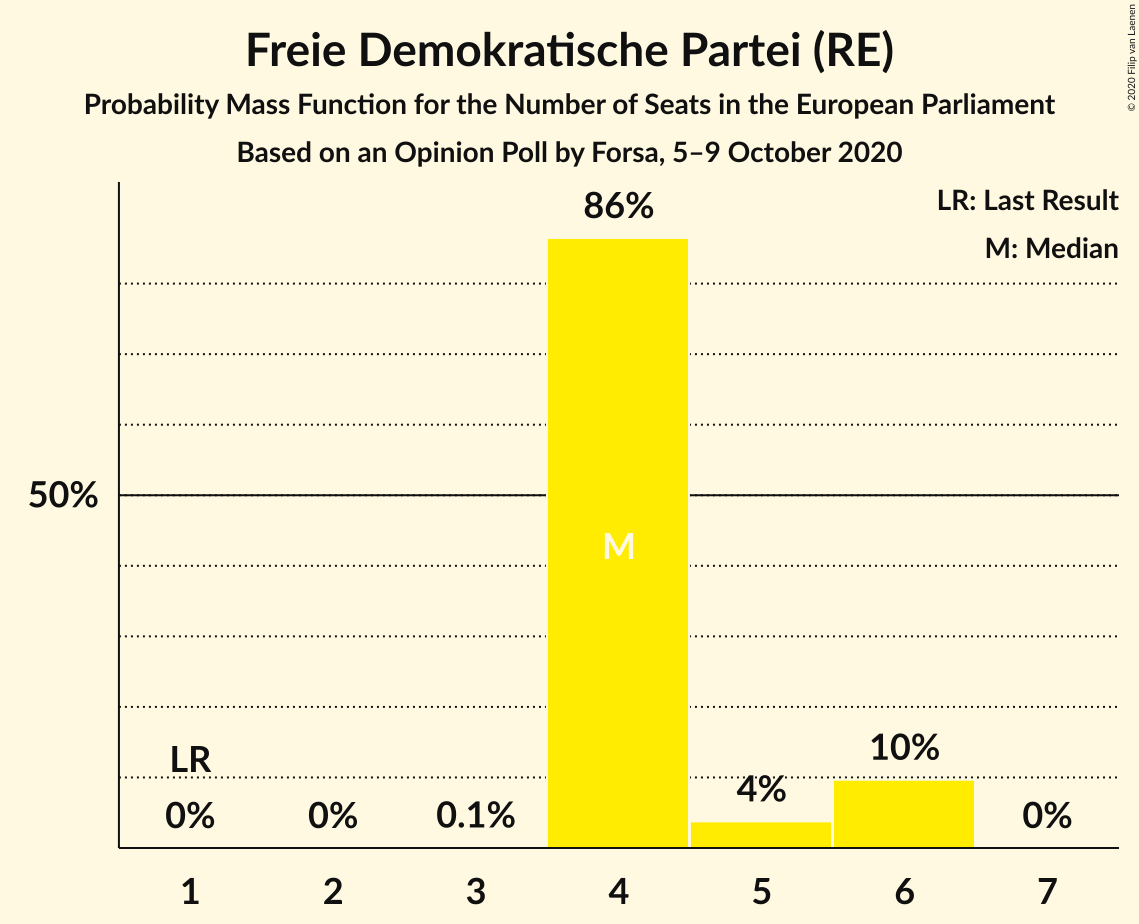 Freie Demokratische Partei (RE)
Probability Mass Function for the Number of Seats in the European Parliament
Based on an Opinion Poll by Forsa, 5–9 October 2020
© 2020 Filip van Laenen
LR: Last Result
M: Median
86%
50%
M
LR
0%
0%
0.1%
4%
10%
0%
1 2 3 4 5 6 7